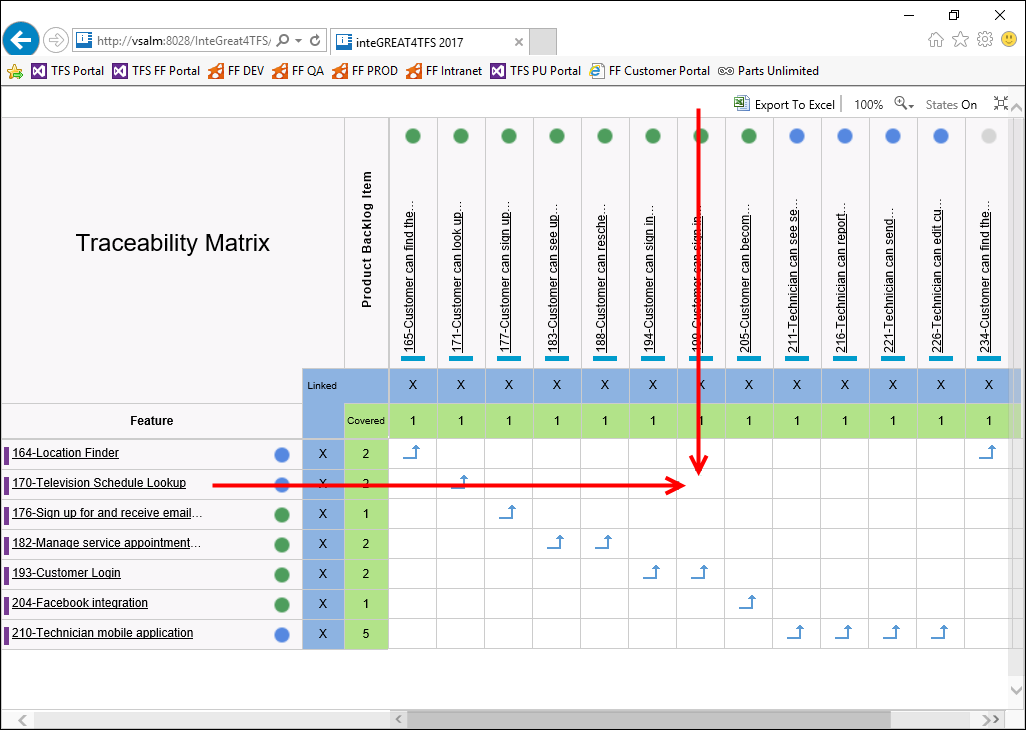 http://vsalm:8028/InteGreat4TFS/
inteGREAT4TFS 2017
TFS Portal
TFS FF Portal
FF DEV
FF QA
FF PROD
FF Intranet
TFS PU Portal
FF Customer Portal
Parts Unlimited
Export To Excel
100%
States On
Traceability Matrix
Product Backlog Item
165-Customer can find the...
171-Customer can look up...
177-Customer can sign up...
183-Customer can see up...
188-Customer can resche...
194-Customer can sign in...
Customer can sign in...
205-Customer can becom...
211-Technician can see se...
216-Technician can report...
221-Technician can send...
226-Technician can edit cu...
234-Customer can find the...
Linked X X X X X X X X X X X X X
Feature
Covered 1 1 1 1 1 1 1 1 1 1 1 1 1
164-Location Finder X 2
170-Television Schedule Lookup X 2
176-Sign up for and receive email... X 1
182-Manage service appointment... X 2
193-Customer Login X 2
204-Facebook integration X 1
210-Technician mobile application X 5